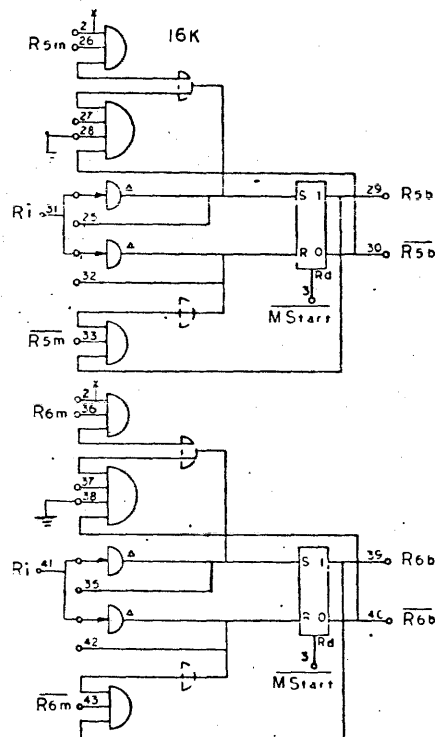 x
2
16K
26
R5m
27
28
Ri 31
Δ
S 1
29 R5b
25
Δ
R 0
30 R5b
32
Rd
3
R5m 33
MStart
x
2
R6m 36
37
38
Ri 41
Δ
S 1
39 R6b
35
Δ
R 0
40 R6b
42
Rd
3
R6m 43
MStart